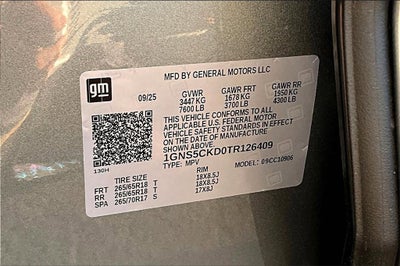 gm
MFD BY GENERAL MOTORS LLC
09/25 GVWR GAWR FRT GAWR RR
3447 KG 1678 KG 1950 KG
7600 LB 3700 LB 4300 LB
THIS VEHICLE CONFORMS TO ALL
APPLICABLE U.S. FEDERAL MOTOR
VEHICLE SAFETY STANDARDS IN EFFECT
ON THE DATE OF MANUFACTURE
1GNS5CKD0TR126409
TYPE: MPV MODEL: 09CC10906
130H
TIRE SIZE RIM
FRT 265/65R18 T 18X8.5J
RR 265/65R18 T 18X8.5J
SPA 265/70R17 S 17X8J